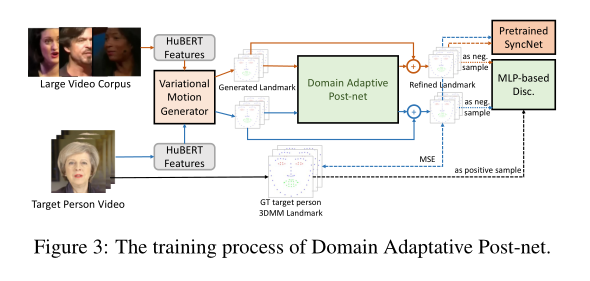 HuBERT
Features
Large Video Corpus
Variational
Motion
Generator
Generated Landmark
Domain Adaptive
Post-net
Refined Landmark
as neg.
sample
Pretrained
SyncNet
MLP-based
Disc.
as neg.
sample
HuBERT
Features
Target Person Video
MSE
as positive sample
GT target person
3DMM Landmark
Figure 3: The training process of Domain Adaptative Post-net.